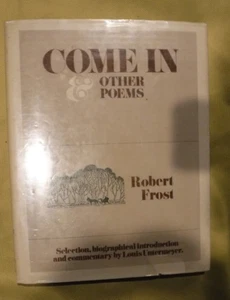 COME IN
& OTHER
POEMS
Robert
Frost
Selection, biographical introduction
and commentary by Louis Untermeyer.